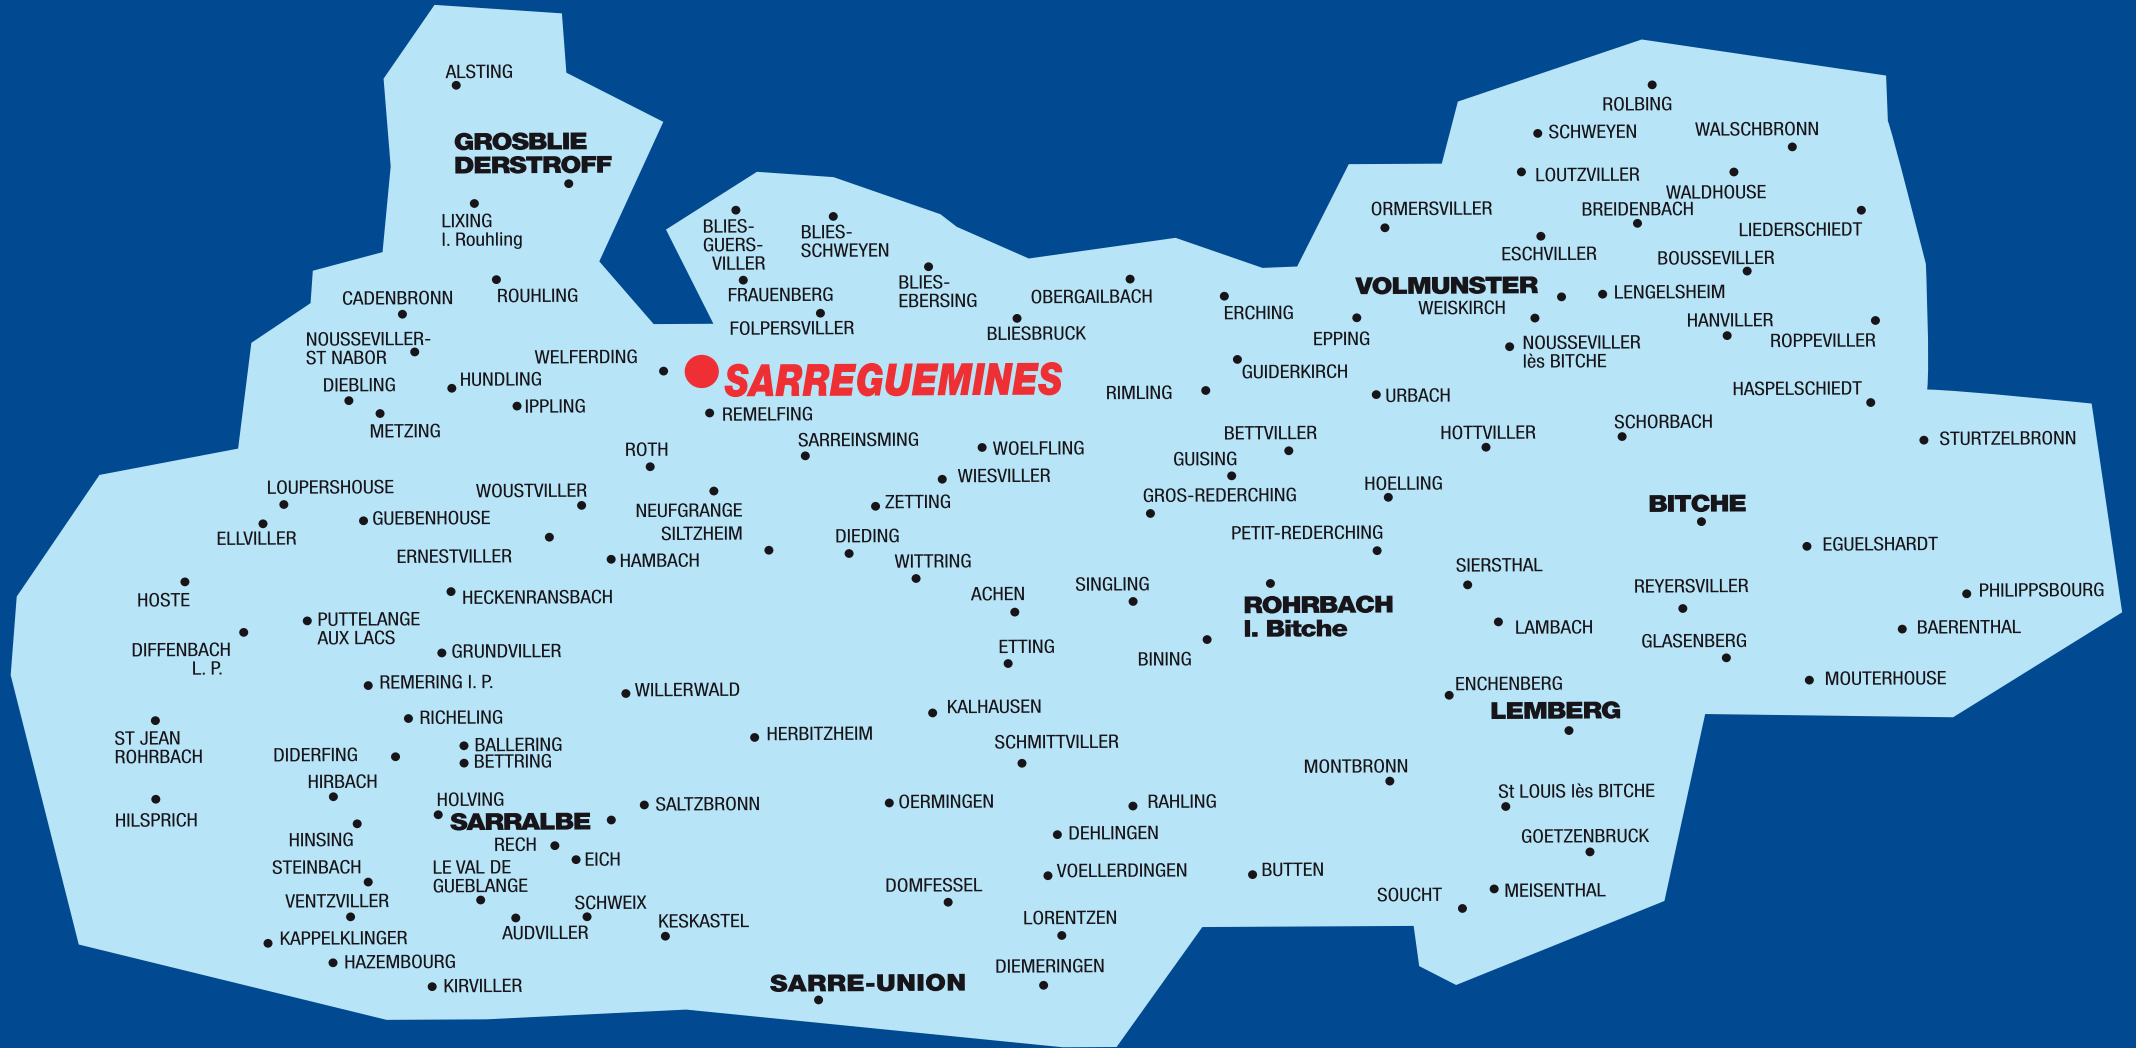 ALSTING
GROSBLIE
DERSTROFF
LIXING
l. Rouhling
ROUHLING
CADENBRONN
NOUSSEVILLER-
ST NABOR
DIEBLING
METZING
HUNDLING
IPPLING
WELFERDING
SARREGUEMINES
REMELFING
BLIES-
GUERS-
VILLER
BLIES-
SCHWEYEN
FRAUENBERG
FOLPERSVILLER
BLIES-
EBERSING
BLIESBRUCK
OBERGAILBACH
ERCHING
ROLBING
SCHWEYEN
WALSCHBRONN
LOUTZVILLER
WALDHOUSE
ORMERSVILLER
BREIDENBACH
LIEDERSCHIEDT
ESCHVILLER
BOUSSEVILLER
VOLMUNSTER
WEISKIRCH
LENGELSHEIM
EPPING
NOUSSEVILLER
lès BITCHE
HANVILLER
ROPPEVILLER
GUIDERKIRCH
RIMLING
URBACH
HASPELSCHIEDT
SCHORBACH
STURTZELBRONN
BETTVILLER
HOTTVILLER
GUISING
GROS-REDERCHING
HOELLING
PETIT-REDERCHING
BITCHE
EGUELSHARDT
SARREINSMING
WOELFLING
WIESVILLER
ROTH
NEUFGRANGE
SILTZHEIM
ZETTING
DIEDING
WITTRING
LOUPERSHOUSE
WOUSTVILLER
GUEBENHOUSE
ELLVILLER
ERNESTVILLER
HAMBACH
HOSTE
HECKENRANSBACH
PUTTELANGE
AUX LACS
DIFFENBACH
L. P.
GRUNDVILLER
ACHEN
SINGLING
ETTING
BINING
ROHRBACH
l. Bitche
SIERSTHAL
LAMBACH
REYERSVILLER
GLASENBERG
PHILIPPSBOURG
BAERENTHAL
MOUTERHOUSE
REMERING l. P.
RICHELING
WILLERWALD
KALHAUSEN
ENCHENBERG
LEMBERG
ST JEAN
ROHRBACH
DIDERFING
BALLERING
BETTRING
HERBITZHEIM
SCHMITTVILLER
MONTBRONN
HIRBACH
HILSPRICH
HOLVING
SARRALBE
SALTZBRONN
OERMINGEN
RAHLING
St LOUIS lès BITCHE
HINSING
RECH
EICH
DEHLINGEN
GOETZENBRUCK
STEINBACH
LE VAL DE
GUEBLANGE
VOELLERDINGEN
BUTTEN
DOMFESSEL
SOUCHT
MEISENTHAL
VENTZVILLER
SCHWEIX
AUDVILLER
KESKASTEL
LORENTZEN
KAPPELKLINGER
HAZEMBOURG
KIRVILLER
SARRE-UNION
DIEMERINGEN